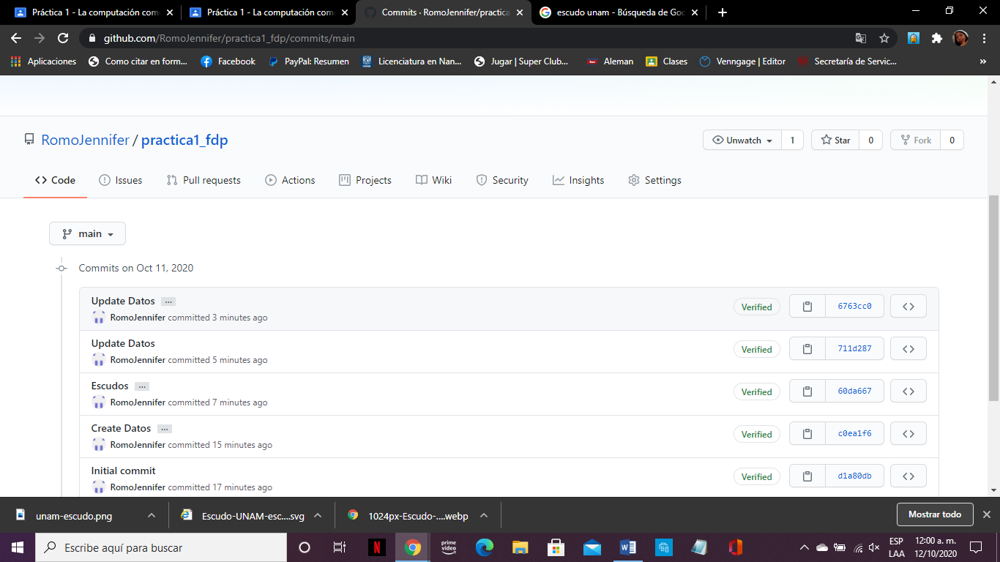 Práctica 1 - La computación com
Práctica 1 - La computación com
Commits · RomoJennifer/practica
escudo unam - Búsqueda de Goo
github.com/RomoJennifer/practica1_fdp/commits/main
Aplicaciones
Como citar en form...
Facebook
PayPal: Resumen
Licenciatura en Nan...
Jugar | Super Club...
Aleman
Clases
Venngage | Editor
Secretaría de Servic...
»
RomoJennifer / practica1_fdp
Unwatch 1
Star 0
Fork 0
Code
Issues
Pull requests
Actions
Projects
Wiki
Security
Insights
Settings
main
Commits on Oct 11, 2020
Update Datos ...
RomoJennifer committed 3 minutes ago
Verified
6763cc0
Update Datos
RomoJennifer committed 5 minutes ago
Verified
711d287
Escudos ...
RomoJennifer committed 7 minutes ago
Verified
60da667
Create Datos ...
RomoJennifer committed 15 minutes ago
Verified
c0ea1f6
Initial commit
RomoJennifer committed 17 minutes ago
Verified
d1a80db
unam-escudo.png
Escudo-UNAM-esc....svg
1024px-Escudo-....webp
Mostrar todo
Escribe aquí para buscar
N
prime
video
ESP
LAA
12:00 a. m.
12/10/2020